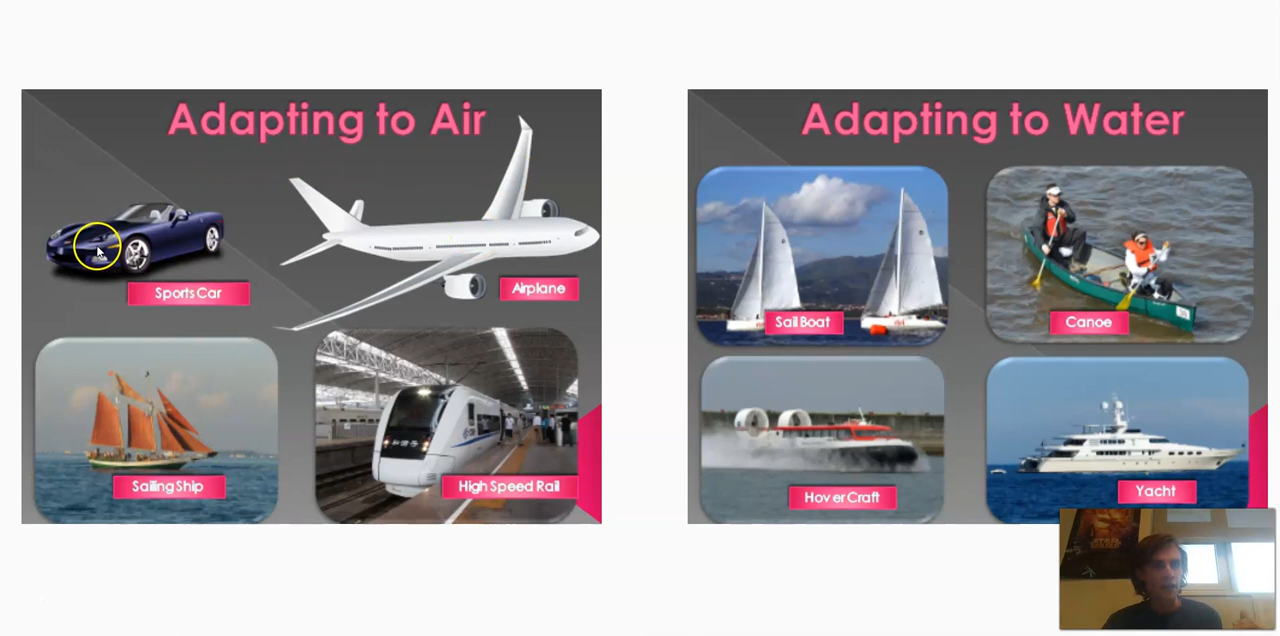 Adapting to Air
Sports Car
Airplane
Sailing Ship
High Speed Rail
Adapting to Water
Sail Boat
Canoe
Hover Craft
Yacht